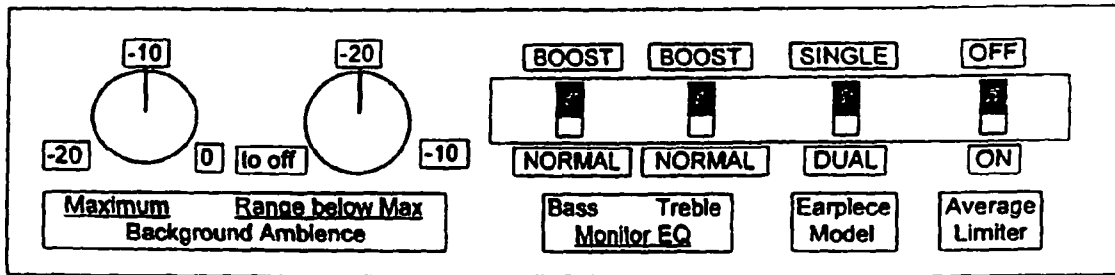 -10 -20 BOOST BOOST SINGLE OFF
-20 0 lo off -10 NORMAL NORMAL DUAL ON
Maximum Range below Max Bass Treble Earpiece Average
Background Ambience Monitor EQ Model Limiter